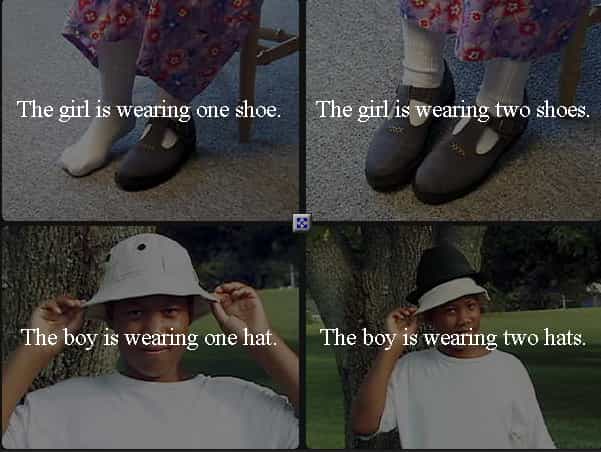 The girl is wearing one shoe.
The girl is wearing two shoes.
The boy is wearing one hat.
The boy is wearing two hats.